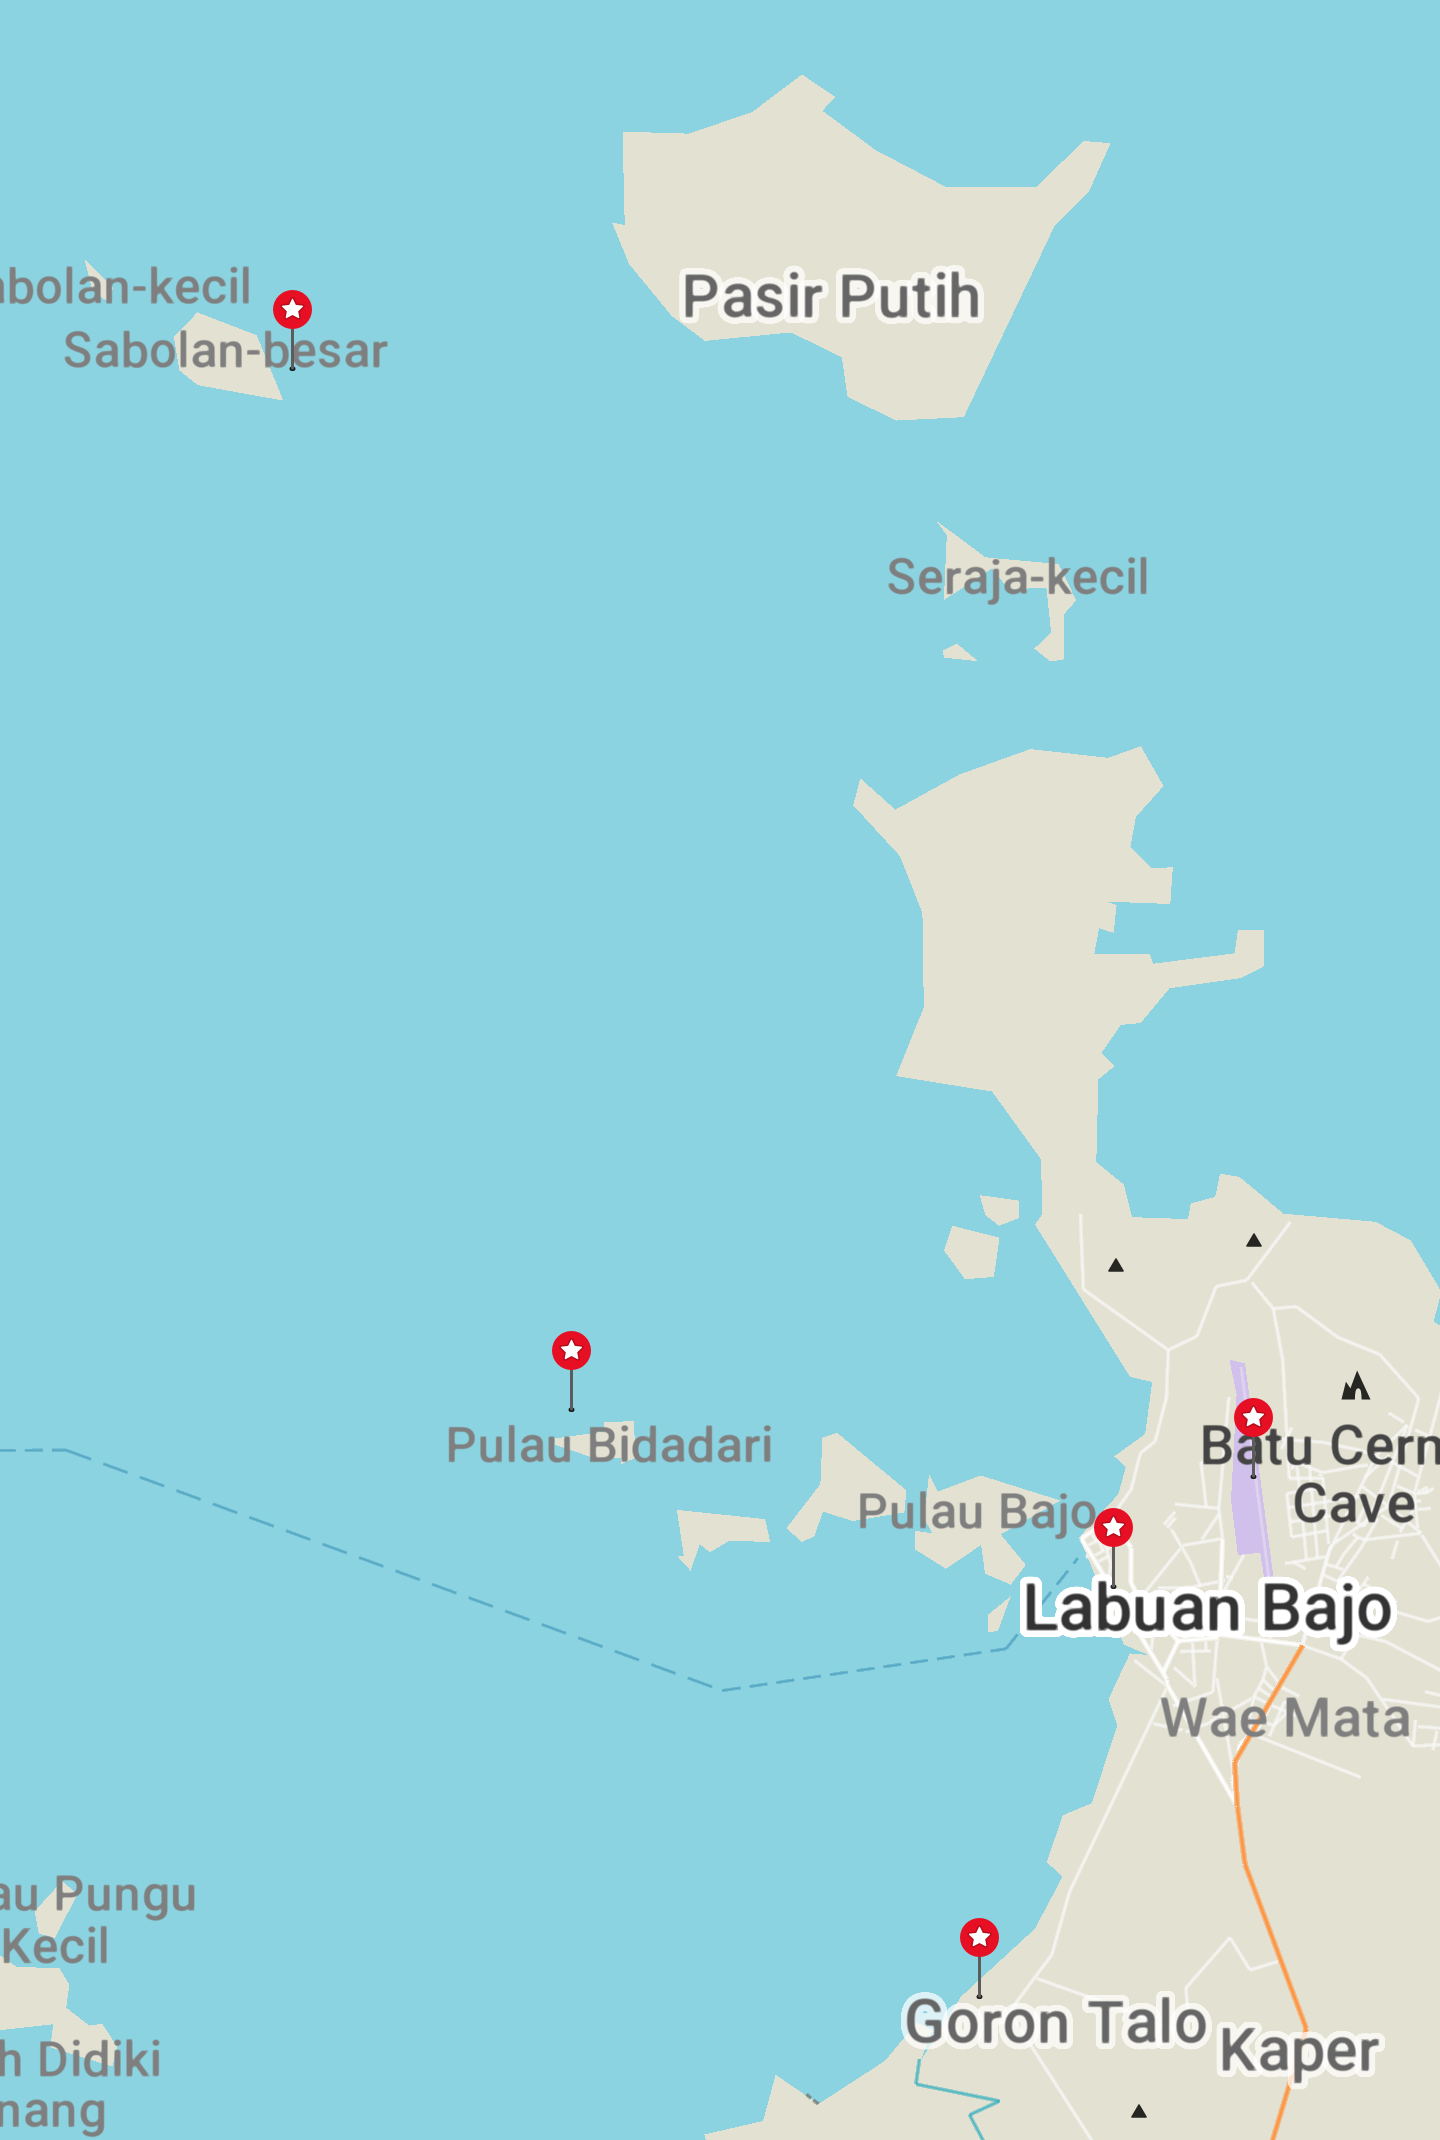 Pasir Putih
bolan-kecil
Sabolan-besar
Seraja-kecil
Pulau Bidadari
Batu Cern
Cave
Pulau Bajo
Labuan Bajo
Wae Mata
au Pungu
Kecil
Goron Talo
Kaper
h Didiki
nang